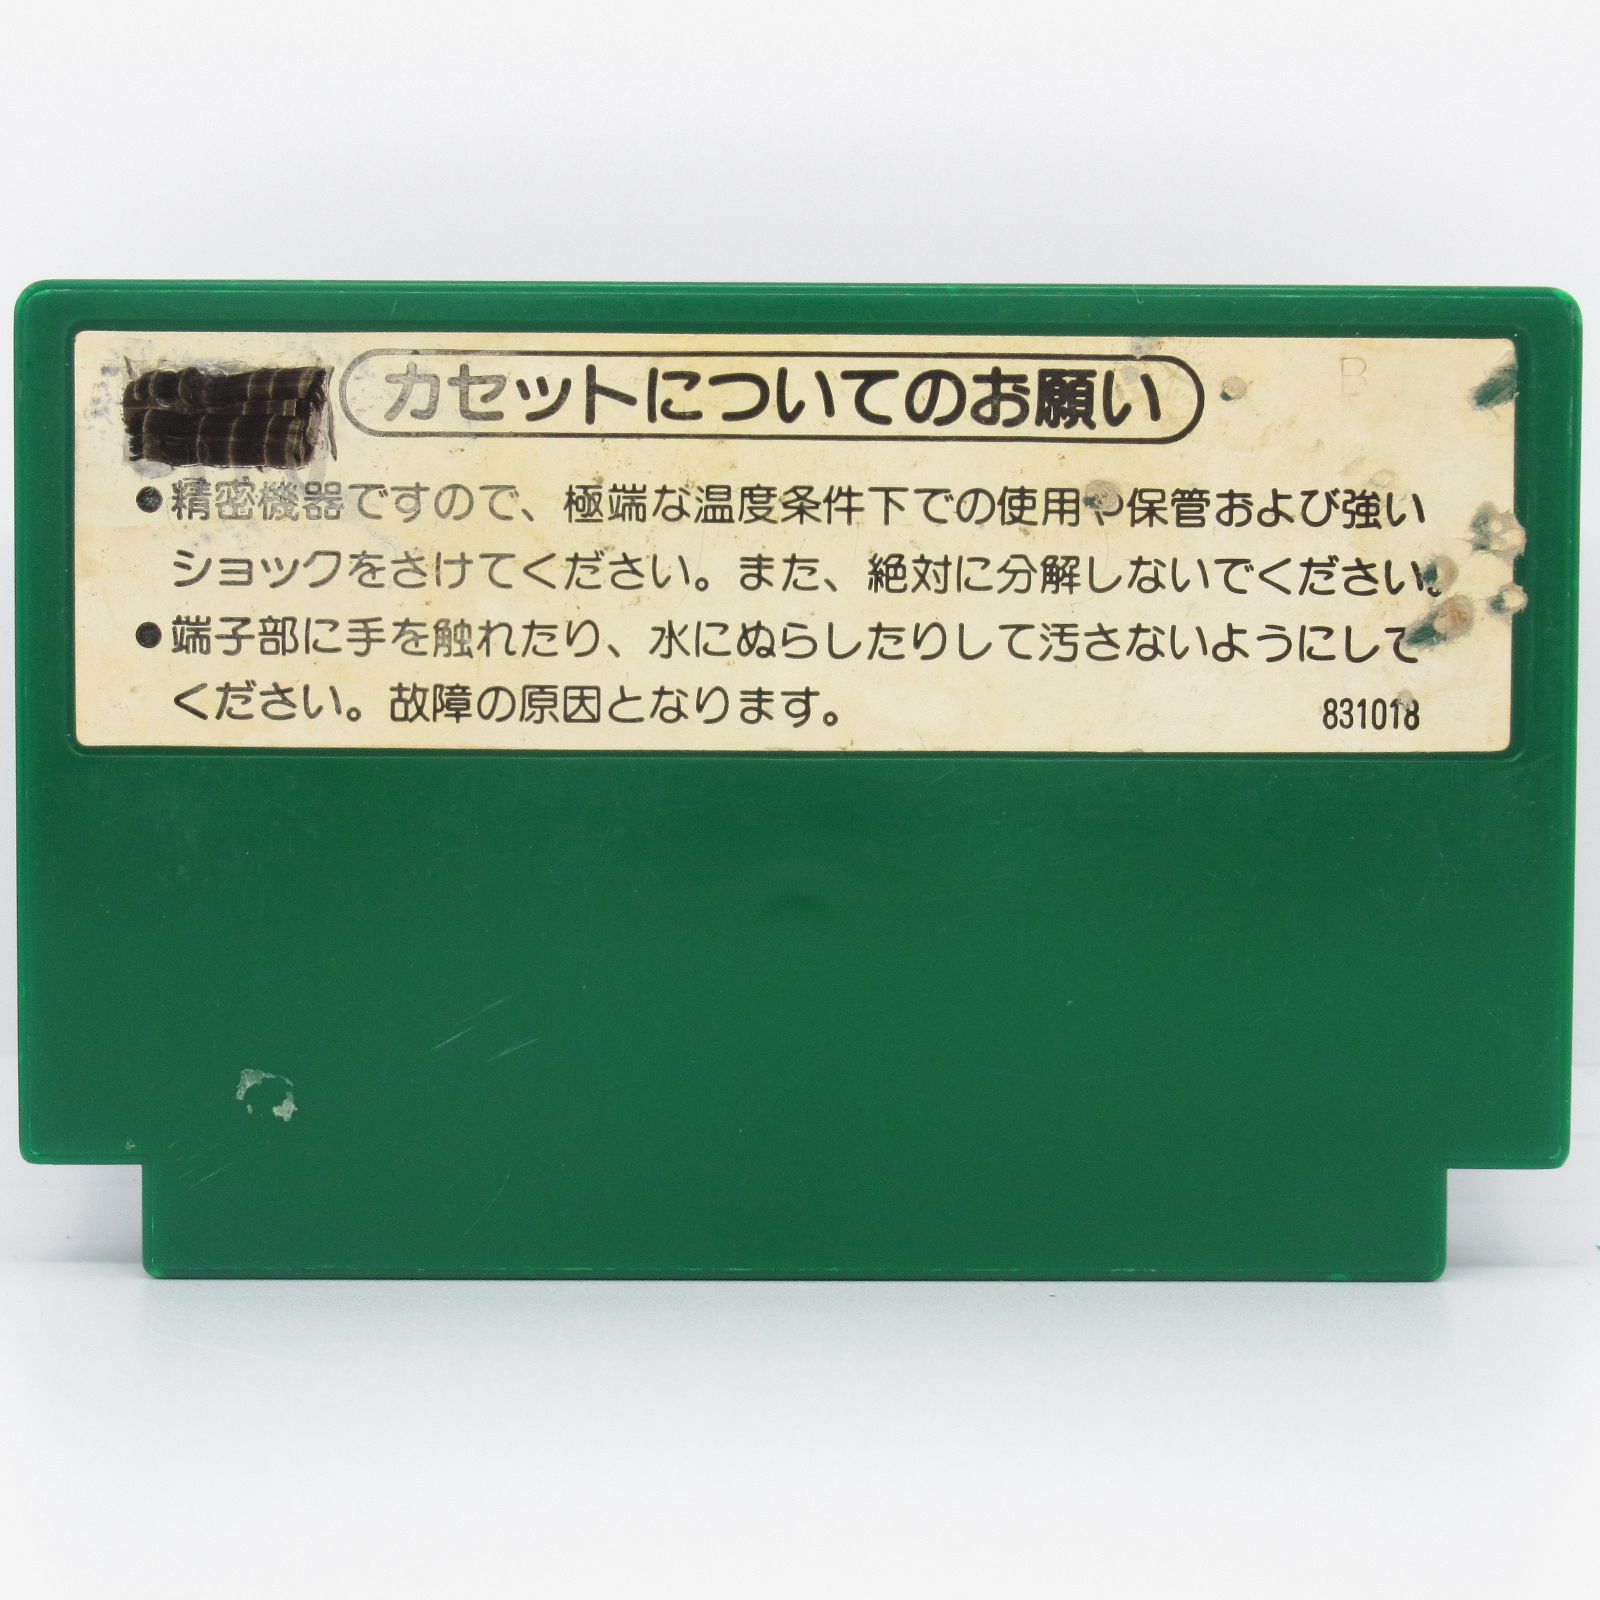 カセットについてのお願い
B
●精密機器ですので、極端な温度条件下での使用や保管および強い
ショックをさけてください。また、絶対に分解しないでください。
●端子部に手を触れたり、水にぬらしたりして汚さないようにして
ください。故障の原因となります。
831018